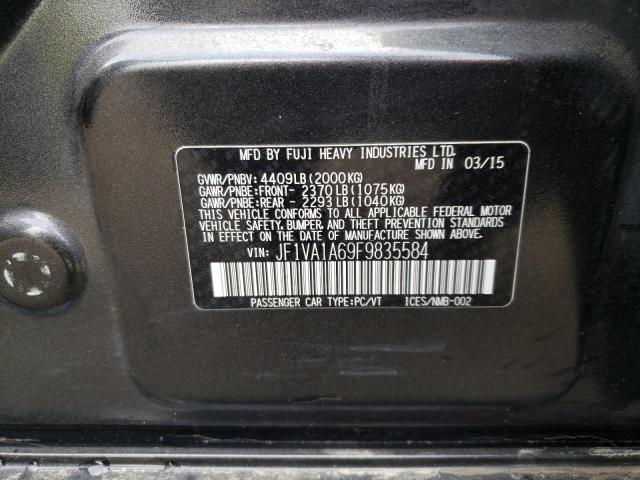 MFD BY FUJI HEAVY INDUSTRIES LTD.
MFD IN 03/15
GVWR/PNBV: 4409LB(2000KG)
GAWR/PNBE:FRONT- 2370LB(1075KG)
GAWR/PNBE:REAR - 2293LB(1040KG)
THIS VEHICLE CONFORMS TO ALL APPLICABLE FEDERAL MOTOR
VEHICLE SAFETY, BUMPER, AND THEFT PREVENTION STANDARDS
IN EFFECT ON THE DATE OF MANUFACTURE SHOWN ABOVE.
VIN: JF1VA1A69F9835584
PASSENGER CAR TYPE:PC/VT ICES/NMB-002